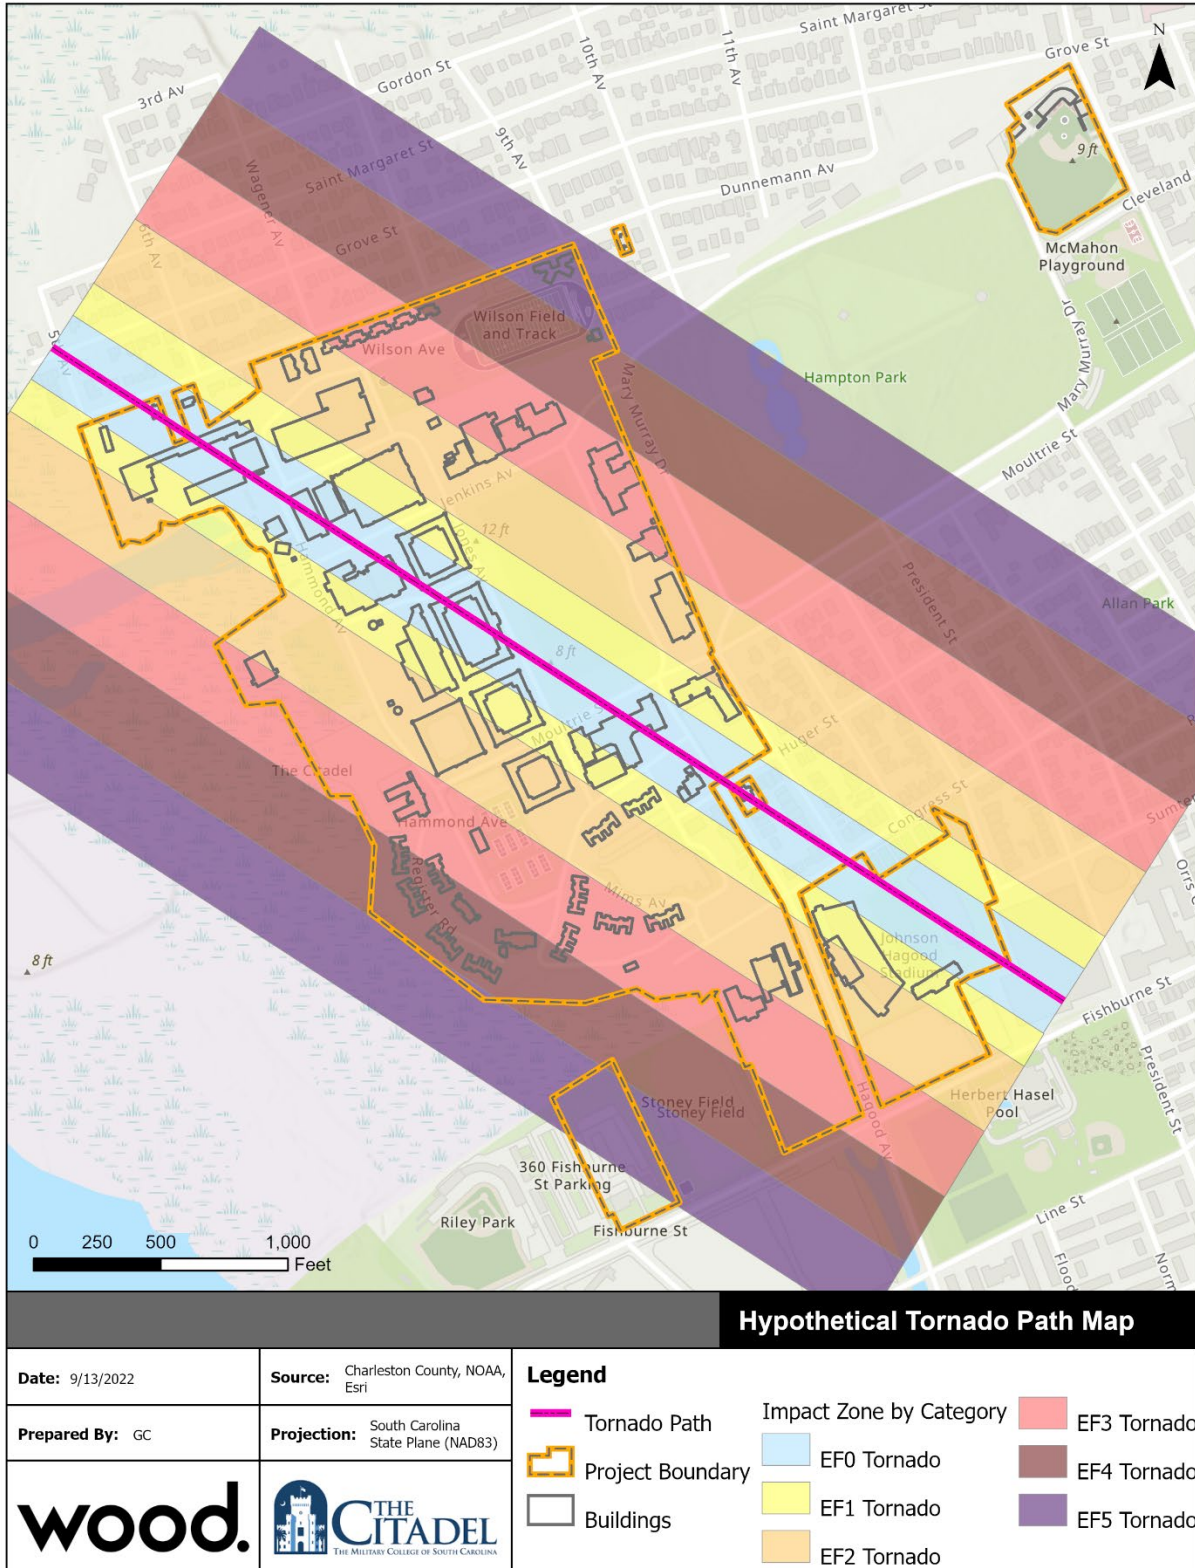 Saint Margaret St
Grove St
N
10th Av
11th Av
Gordon St
3rd Av
9th Av
9 ft
Saint Margaret St
Dunnemann Av
Cleveland
Wagener Av
McMahon
Playground
Grove St
6th Av
Wilson Field
and Track
Mary Murray Dr
Wilson Ave
Hampton Park
Mary Murray Dr
Moultrie St
Jenkins Av
12 ft
Jones A
Hammond Av
President St
Allan Park
8 ft
Moultrie S
Huger St
The Citadel
Congress St
Sumter
Hammond Ave
Orrs
Register Rd
Mims Av
Johnson
Hagood
Stadium
8 ft
Fishburne St
President St
Hagood Av
Herbert Hasel
Pool
Stoney Field
Stoney Field
360 Fishburne
St Parking
Riley Park
Fishburne St
Line St
Flood
Norm
0 250 500 1,000
Feet
Hypothetical Tornado Path Map
Date: 9/13/2022
Source: Charleston County, NOAA,
Esri
Prepared By: GC
Projection: South Carolina
State Plane (NAD83)
wood.
THE
CITADEL
THE MILITARY COLLEGE OF SOUTH CAROLINA
Legend
Tornado Path
Project Boundary
Buildings
Impact Zone by Category
EF0 Tornado
EF1 Tornado
EF2 Tornado
EF3 Tornado
EF4 Tornado
EF5 Tornado